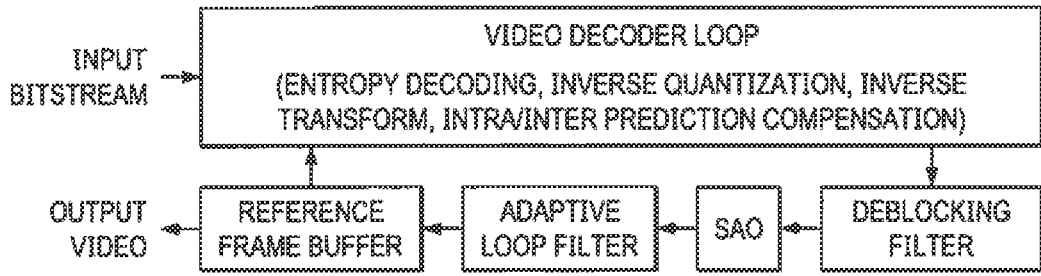 INPUT
BITSTREAM
VIDEO DECODER LOOP
(ENTROPY DECODING, INVERSE QUANTIZATION, INVERSE
TRANSFORM, INTRA/INTER PREDICTION COMPENSATION)
OUTPUT
VIDEO
REFERENCE
FRAME BUFFER
ADAPTIVE
LOOP FILTER
SAO
DEBLOCKING
FILTER